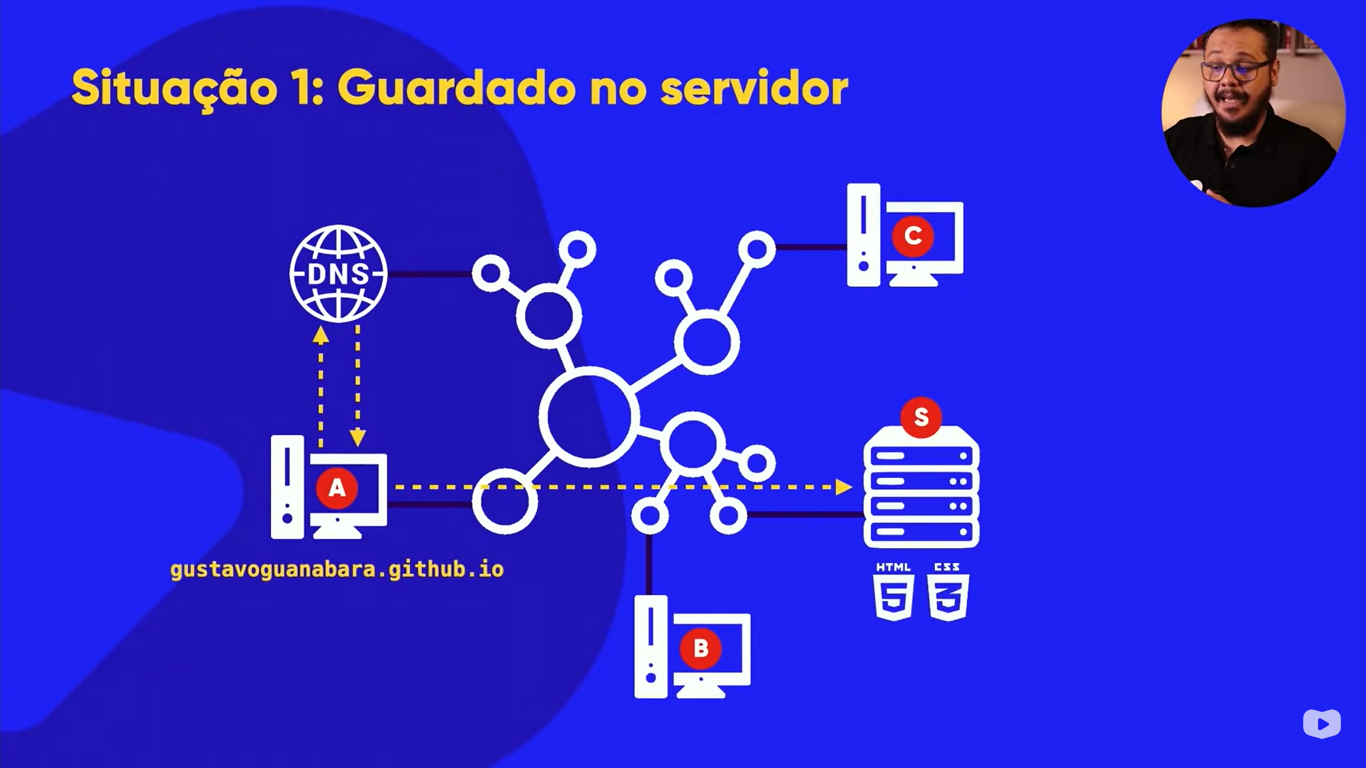 Situação 1: Guardado no servidor
C
DNS
S
A
HTML CSS
5 3
gustavoguanabara.github.io
B